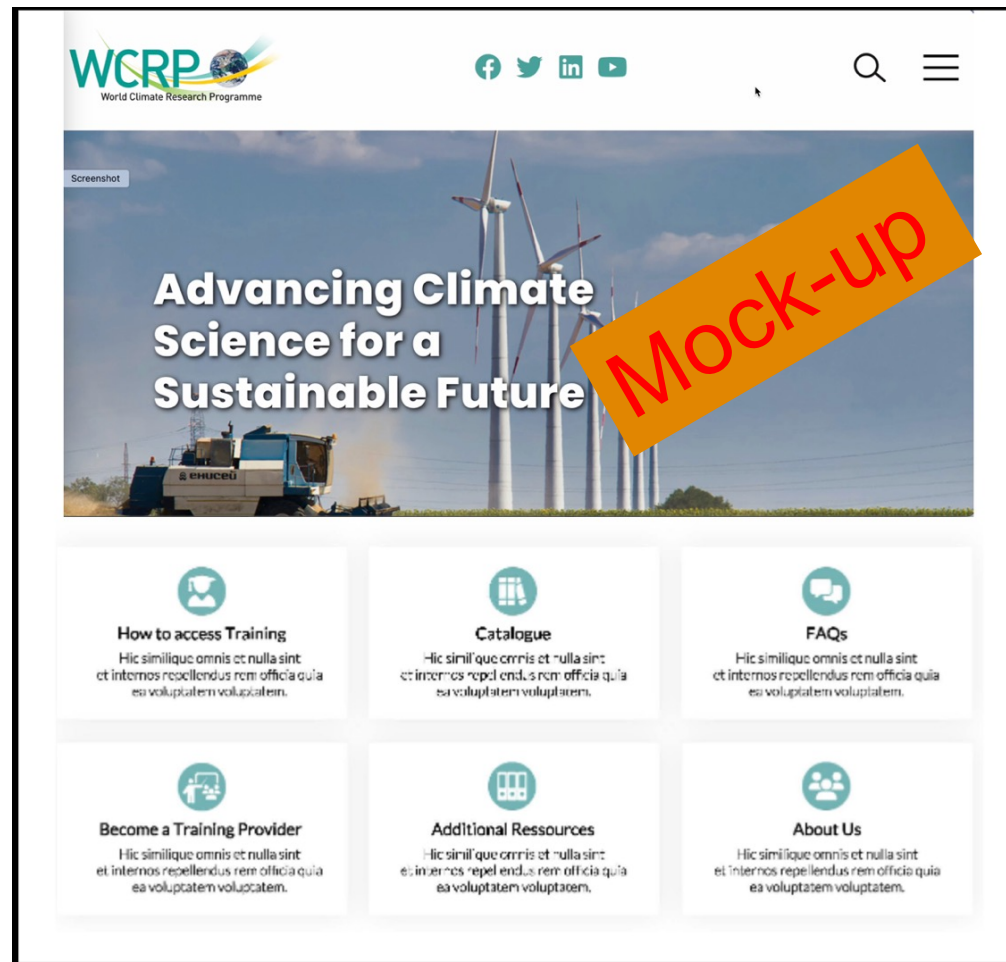 WCRP
World Climate Research Programme
Screenshot
Advancing Climate
Science for a
Sustainable Future
Mock-up
ЕНИСЕЙ
How to access Training
Hic similique omnis et nulla sint
et internos repellendus rem officia quia
ea voluptatem voluptatem.
Catalogue
Hic similique omnis et nulla sint
et internos repellendus rem officia quia
ea voluptatem voluptatem.
FAQs
Hic similique omnis et nulla sint
et internos repellendus rem officia quia
ea voluptatem voluptatem.
Become a Training Provider
Hic similique omnis et nulla sint
et internos repellendus rem officia quia
ea voluptatem voluptatem.
Additional Ressources
Hic similique omnis et nulla sint
et internos repellendus rem officia quia
ea voluptatem voluptatem.
About Us
Hic similique omnis et nulla sint
et internos repellendus rem officia quia
ea voluptatem voluptatem.